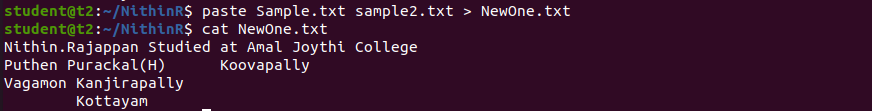 student@t2:~/NithinR$ paste Sample.txt sample2.txt > NewOne.txt
student@t2:~/NithinR$ cat NewOne.txt
Nithin.Rajappan Studied at Amal Joythi College
Puthen Purackal(H)      Koovapally
Vagamon Kanjirapally
        Kottayam